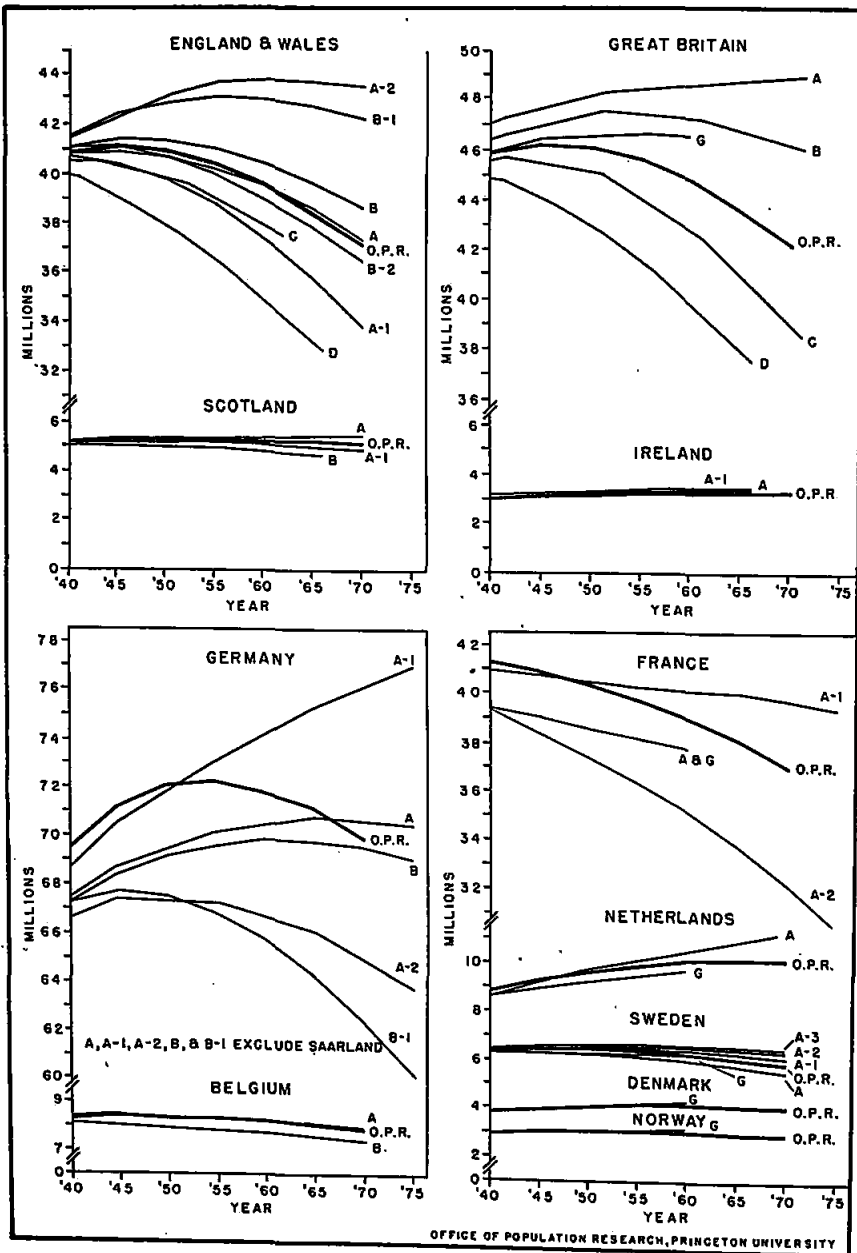 ENGLAND & WALES
44
42
40
38
36
34
32
MILLIONS
A-2
B-1
B
A
O.P.R.
B-2
G
A-1
D
SCOTLAND
6
4
2
0
A
O.P.R.
A-1
B
'40 '45 '50 '55 '60 '65 '70 '75
YEAR
GREAT BRITAIN
50
48
46
44
42
40
38
36
MILLIONS
A
B
G
O.P.R.
G
D
IRELAND
4
2
0
A-1
A
O.P.R
'40 '45 '50 '55 '60 '65 '70 '75
YEAR
GERMANY
78
76
74
72
70
68
66
64
62
60
MILLIONS
A-1
O.P.R.
A
B
A-2
B-1
A, A-1, A-2, B, & B-1 EXCLUDE SAARLAND
BELGIUM
9
7
0
A
O.P.R.
B.
'40 '45 '50 '55 '60 '65 '70 '75
YEAR
FRANCE
42
40
38
36
34
32
MILLIONS
A-1
A & G
O.P.R.
A-2
NETHERLANDS
10
8
6
4
2
0
A
O.P.R.
G
SWEDEN
A-3
A-2
A-1
O.P.R.
A
G
DENMARK
G
O.P.R.
NORWAY G
O.P.R.
'40 '45 '50 '55 '60 '65 '70 '75
YEAR
OFFICE OF POPULATION RESEARCH, PRINCETON UNIVERSITY